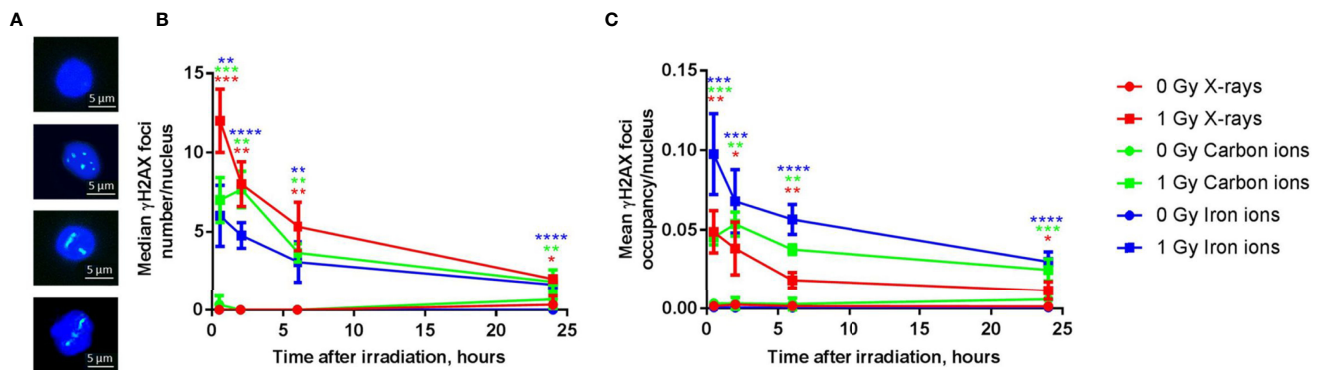 A
5 µm
5 µm
5 µm
5 µm
B
Median γH2AX foci
number/nucleus
15
10
5
0
**
***
***
****
**
**
**
**
**
****
**
*
0
5
10
15
20
25
Time after irradiation, hours
C
Mean γH2AX foci
occupancy/nucleus
0.15
0.10
0.05
0.00
***
***
**
***
**
*
****
**
**
****
***
*
0
5
10
15
20
25
Time after irradiation, hours
0 Gy X-rays
1 Gy X-rays
0 Gy Carbon ions
1 Gy Carbon ions
0 Gy Iron ions
1 Gy Iron ions